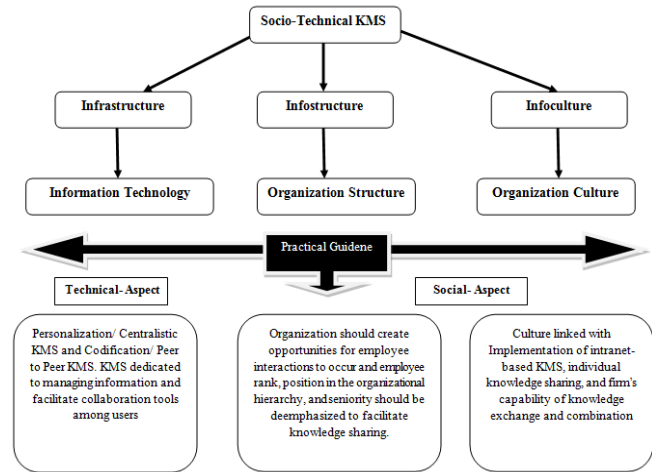 Socio-Technical KMS
Infrastructure
Infostructure
Infoculture
Information Technology
Organization Structure
Organization Culture
Practical Guidene
Technical- Aspect
Social- Aspect
Personalization/ Centralistic
KMS and Codification/ Peer
to Peer KMS. KMS dedicated
to managing information and
facilitate collaboration tools
among users
Organization should create
opportunities for employee
interactions to occur and employee
rank, position in the organizational
hierarchy, and seniority should be
deemphasized to facilitate
knowledge sharing.
Culture linked with
Implementation of intranet-
based KMS, individual
knowledge sharing, and firm's
capability of knowledge
exchange and combination